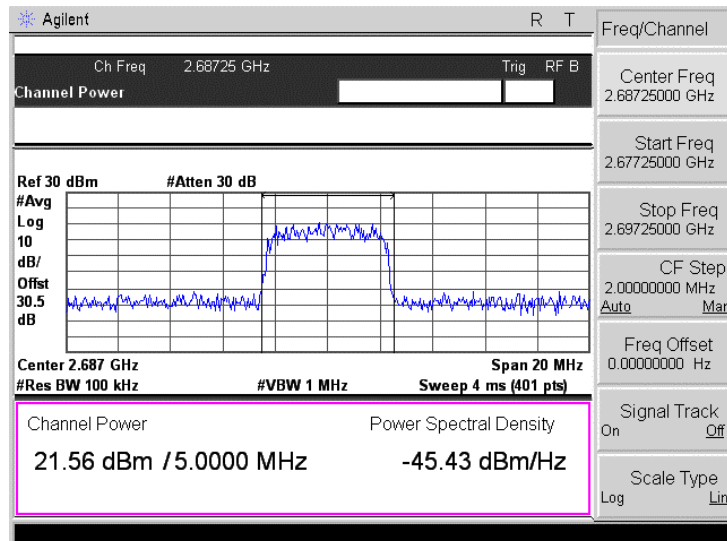 Agilent
R T
Ch Freq 2.68725 GHz
Trig RF B
Channel Power
Ref 30 dBm
#Atten 30 dB
#Avg
Log
10
dB/
Offst
30.5
dB
Center 2.687 GHz
Span 20 MHz
#Res BW 100 kHz
#VBW 1 MHz
Sweep 4 ms (401 pts)
Channel Power
Power Spectral Density
21.56 dBm / 5.0000 MHz
-45.43 dBm/Hz
Freq/Channel
Center Freq
2.68725000 GHz
Start Freq
2.67725000 GHz
Stop Freq
2.69725000 GHz
CF Step
2.00000000 MHz
Auto Man
Freq Offset
0.00000000 Hz
Signal Track
On Off
Scale Type
Log Lin